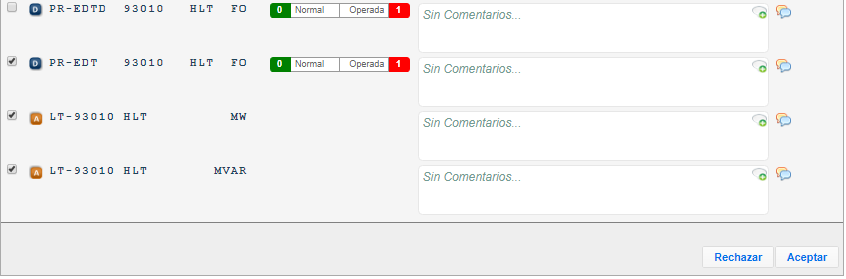 D PR-EDTD 93010 HLT FO 0 Normal Operada 1 Sin Comentarios...
D PR-EDT 93010 HLT FO 0 Normal Operada 1 Sin Comentarios...
A LT-93010 HLT MW Sin Comentarios...
A LT-93010 HLT MVAR Sin Comentarios...
Rechazar Aceptar